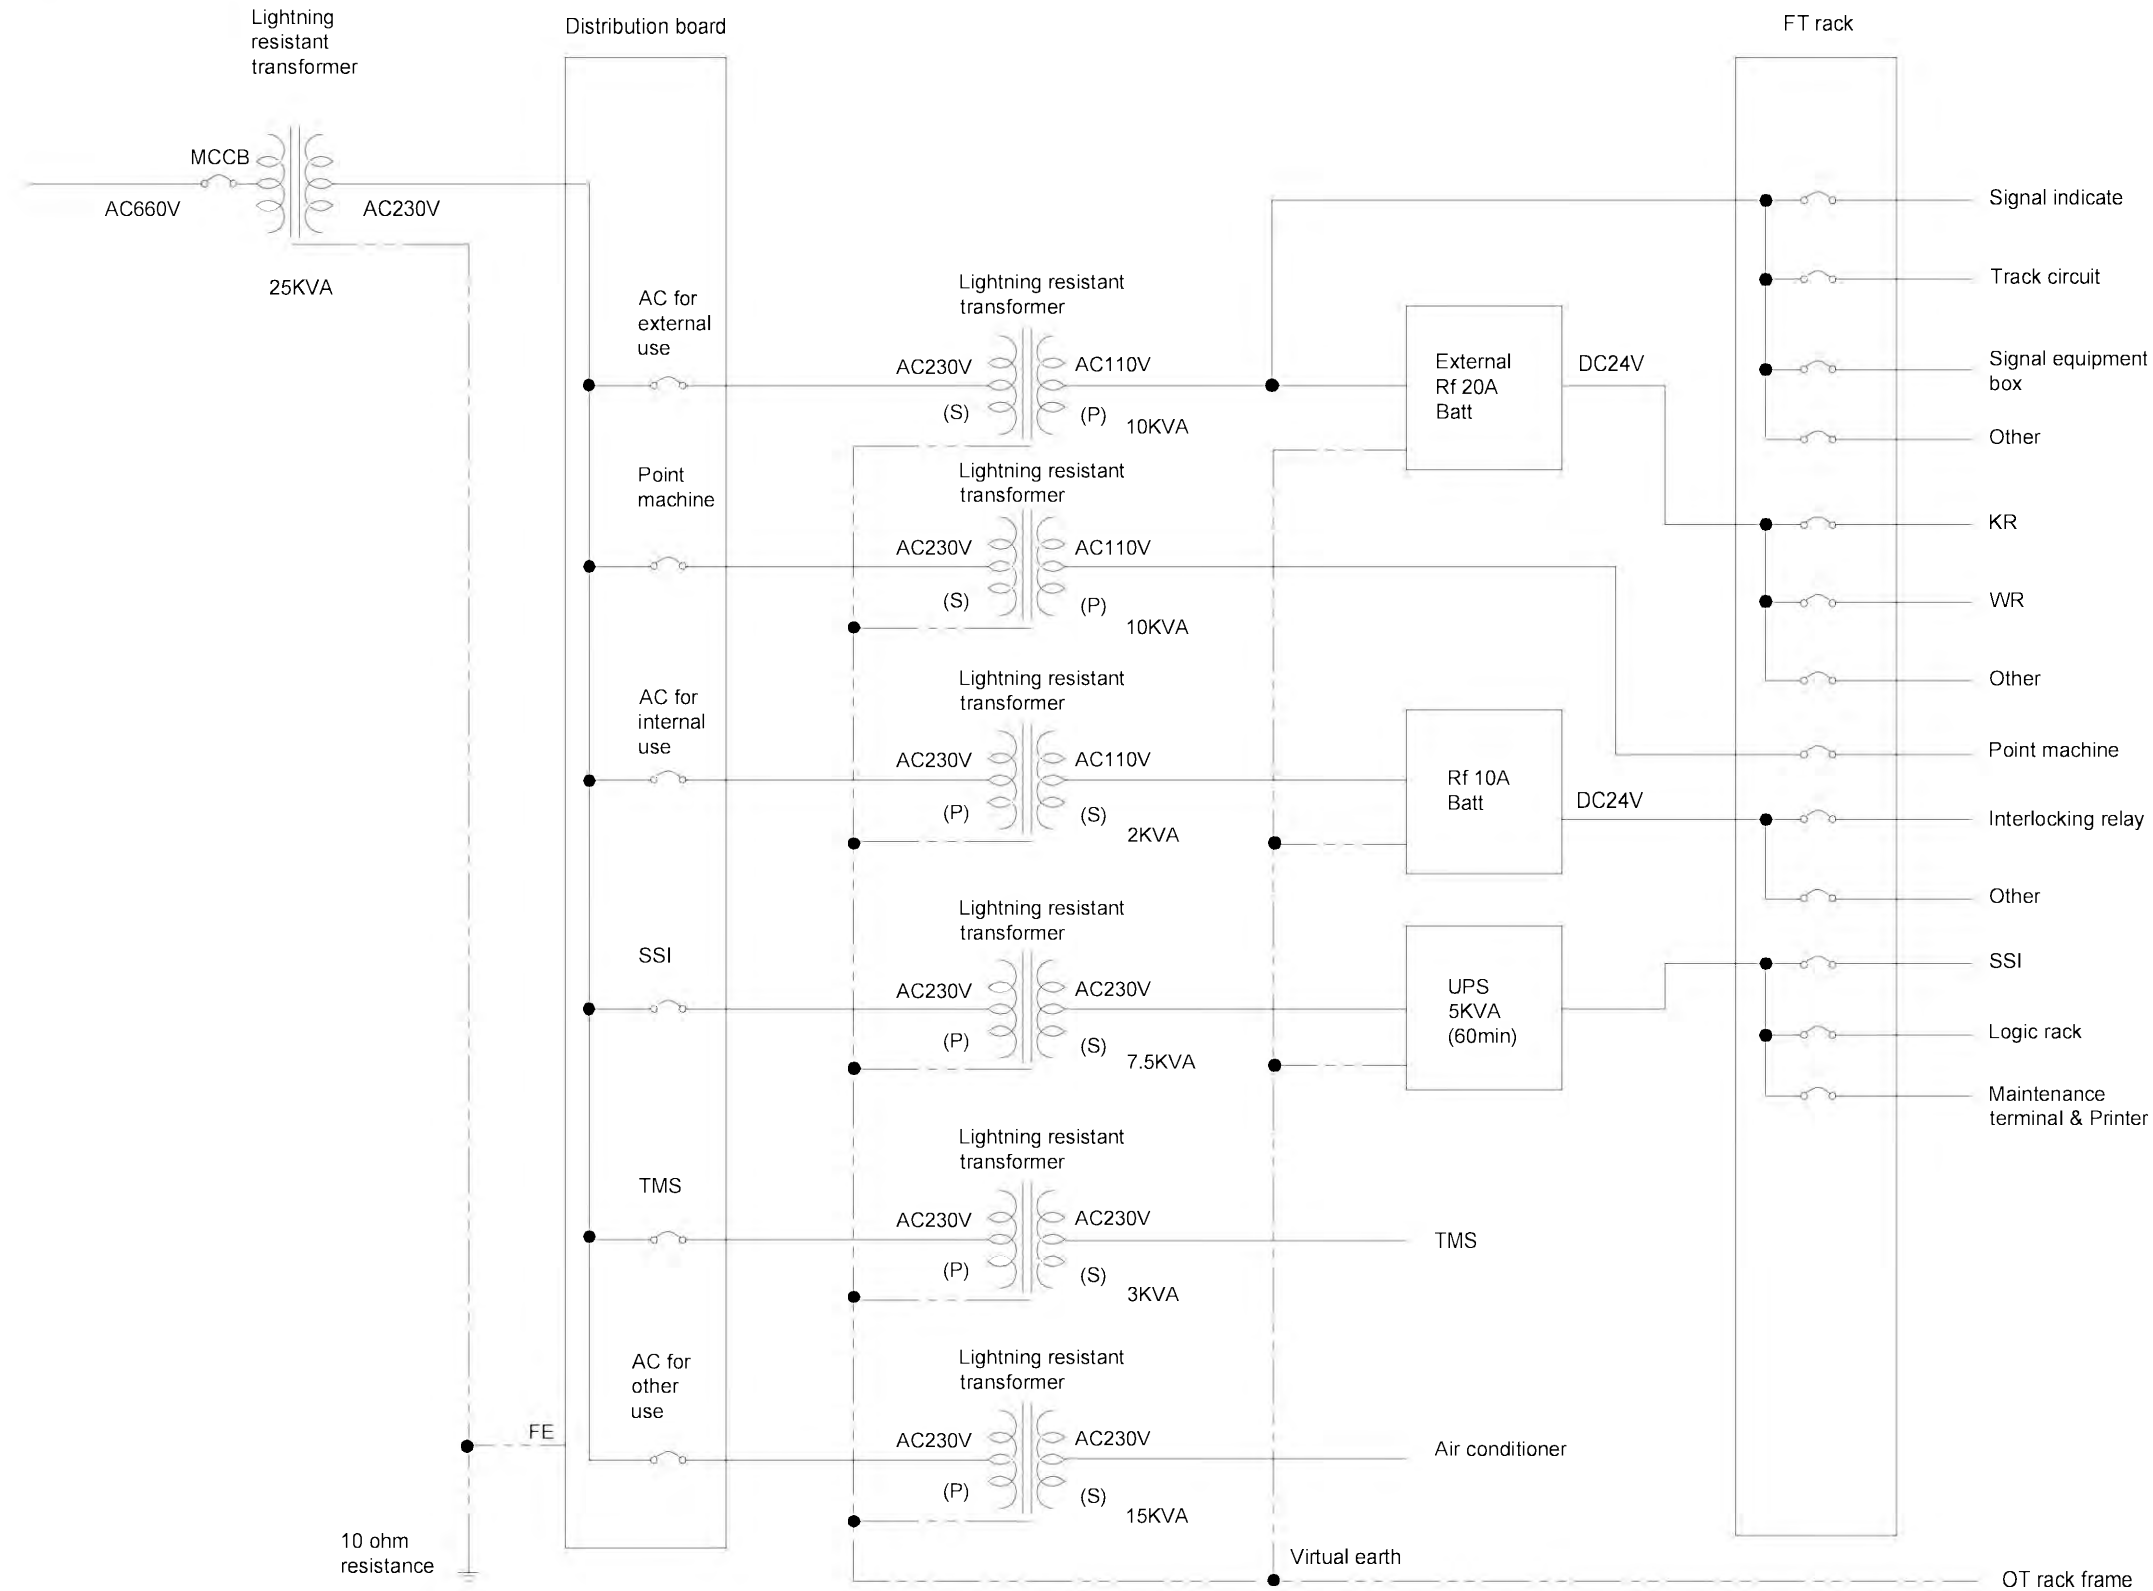 Lightning
resistant
transformer
MCCB
AC660V
AC230V
25KVA
Distribution board
FT rack
AC for
external
use
Lightning resistant
transformer
AC230V
AC110V
(S)
(P)
10KVA
External
Rf 20A
Batt
DC24V
Signal indicate
Track circuit
Signal equipment
box
Other
Point
machine
Lightning resistant
transformer
AC230V
AC110V
(S)
(P)
10KVA
KR
WR
Other
AC for
internal
use
Lightning resistant
transformer
AC230V
AC110V
(P)
(S)
2KVA
Rf 10A
Batt
DC24V
Point machine
Interlocking relay
Other
SSI
Lightning resistant
transformer
AC230V
AC230V
(P)
(S)
7.5KVA
UPS
5KVA
(60min)
SSI
Logic rack
Maintenance
terminal & Printer
TMS
Lightning resistant
transformer
AC230V
AC230V
(P)
(S)
3KVA
TMS
AC for
other
use
Lightning resistant
transformer
AC230V
AC230V
(P)
(S)
15KVA
Air conditioner
FE
10 ohm
resistance
Virtual earth
OT rack frame